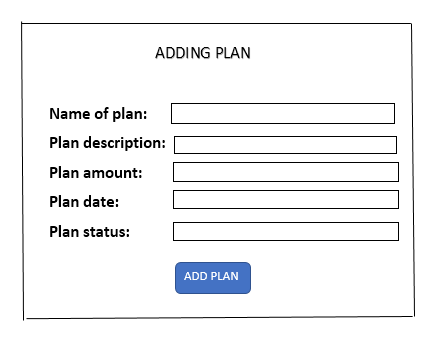 ADDING PLAN
Name of plan:
Plan description:
Plan amount:
Plan date:
Plan status:
ADD PLAN